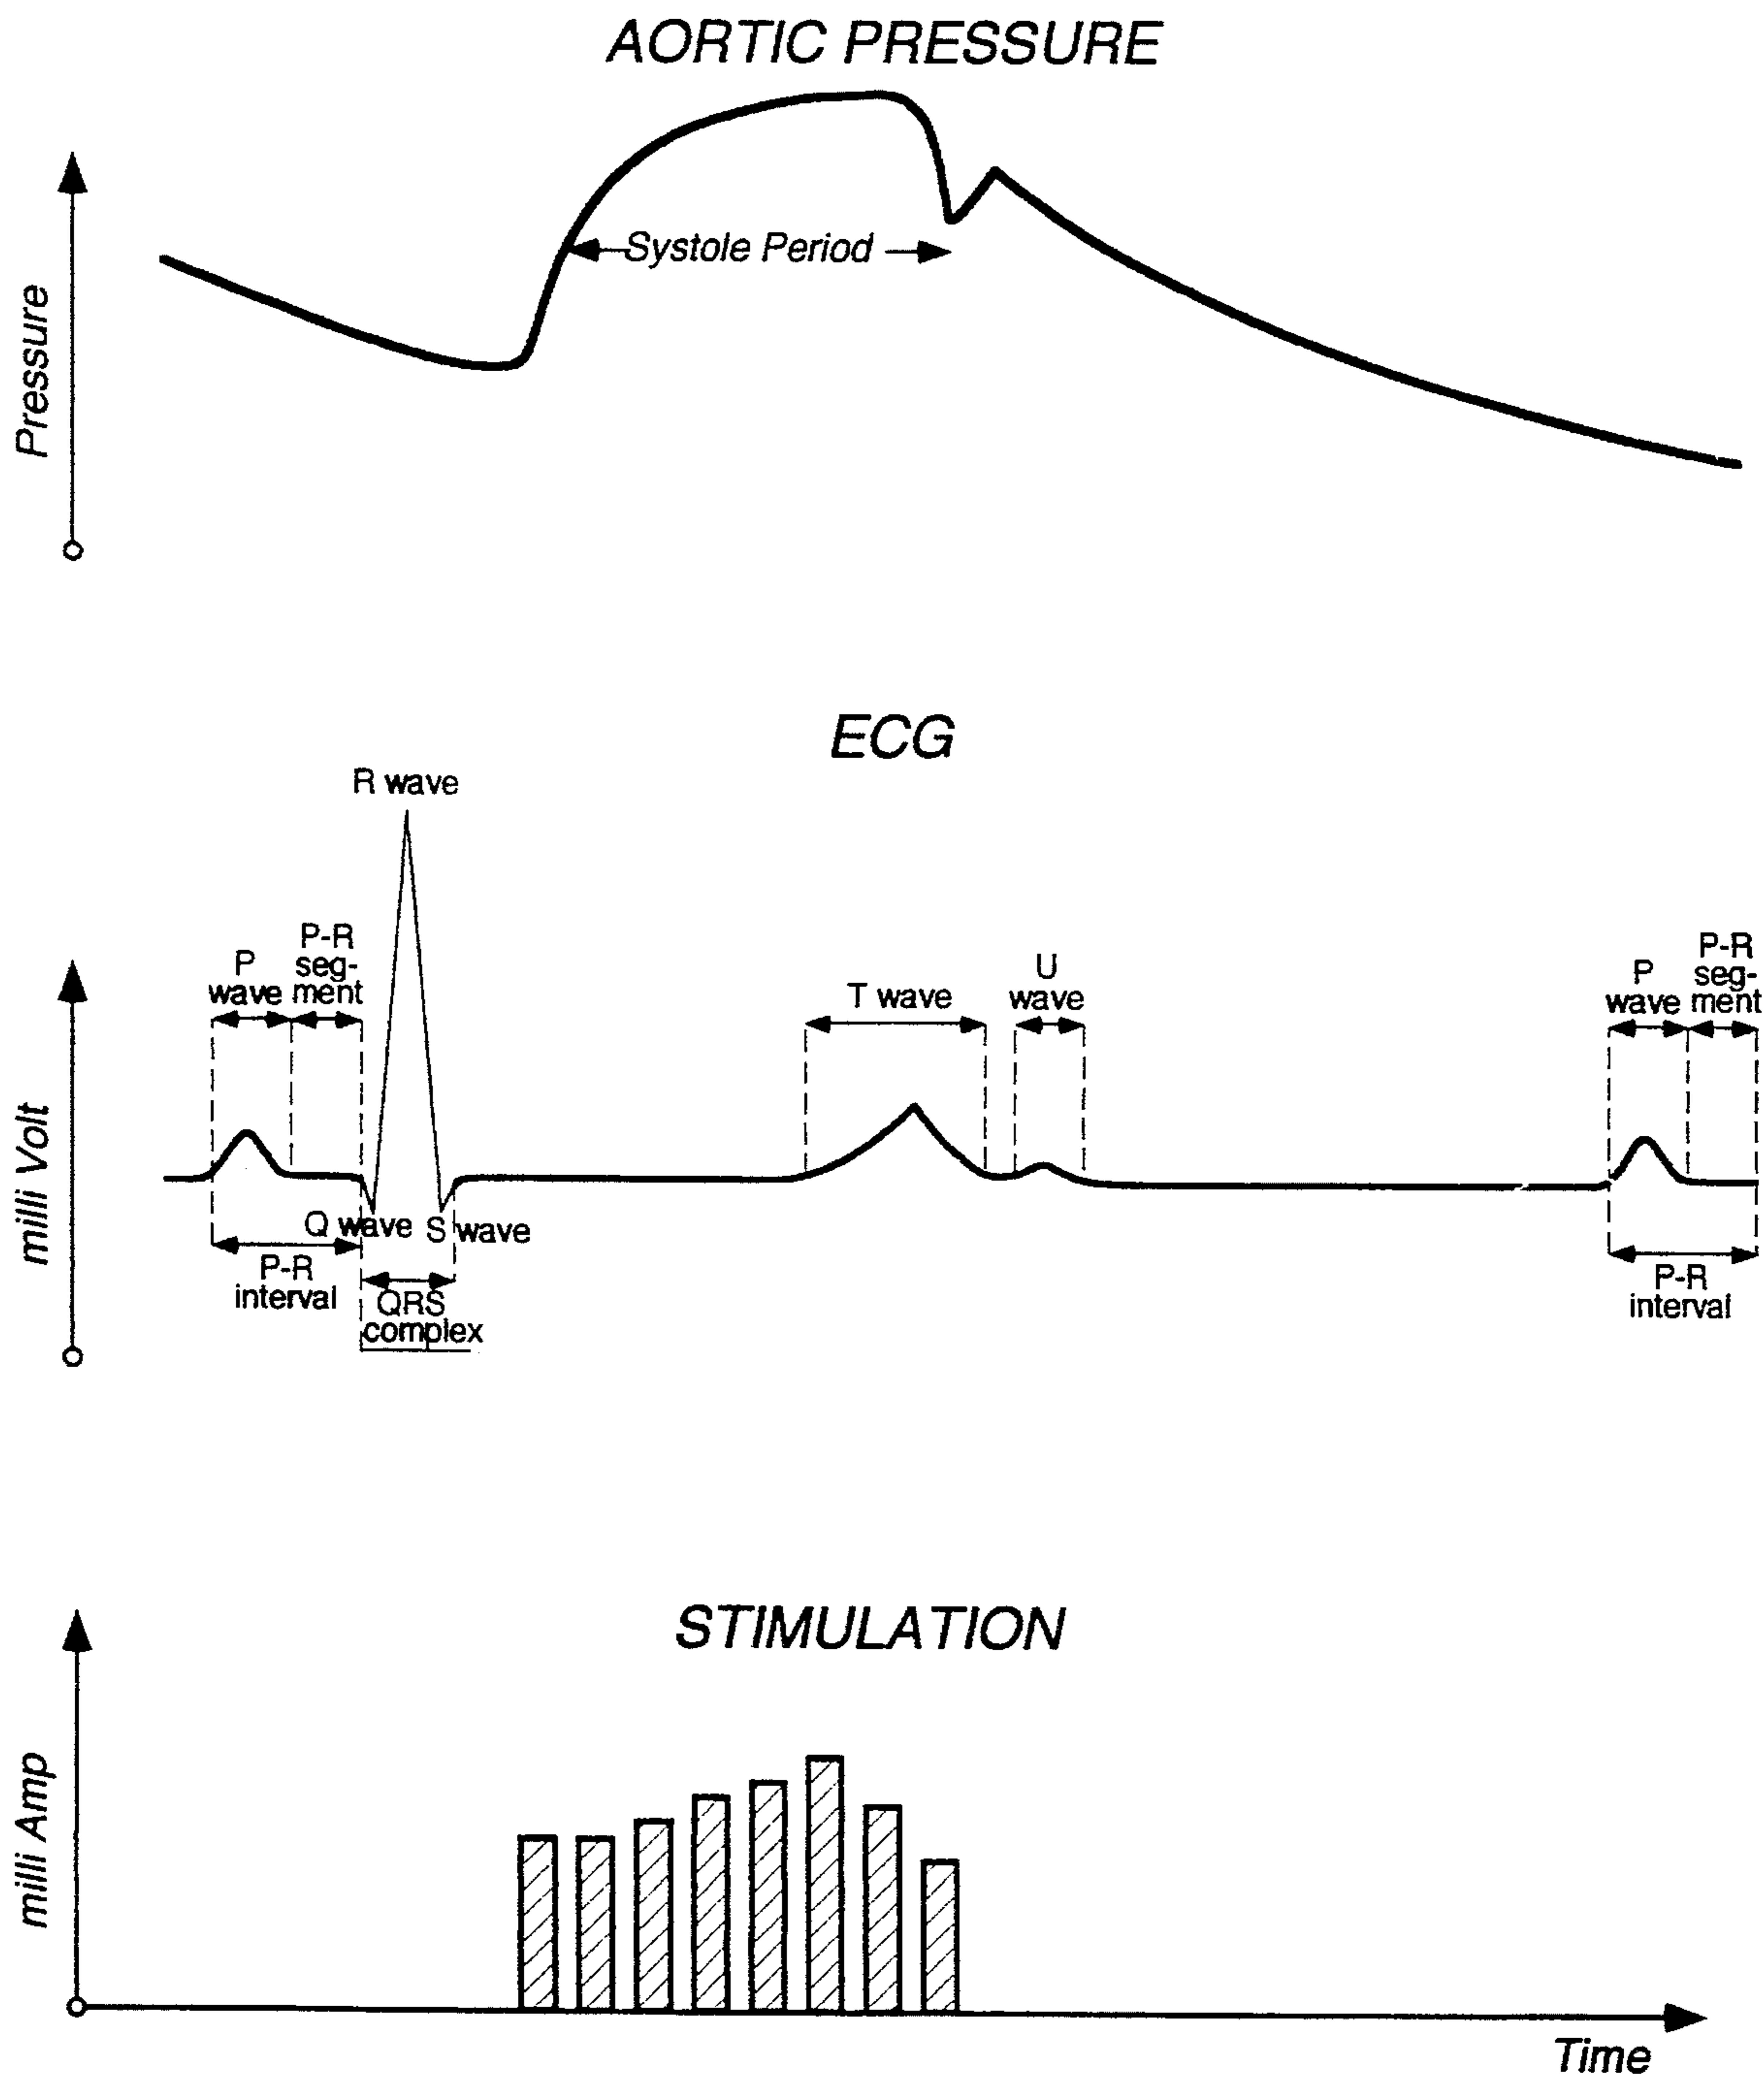 AORTIC PRESSURE
Pressure
Systole Period
ECG
milli Volt
R wave
P
wave
P-R
seg-
ment
T wave
U
wave
P
wave
P-R
seg-
ment
Q wave
S wave
P-R
interval
QRS
complex
P-R
interval
STIMULATION
milli Amp
Time